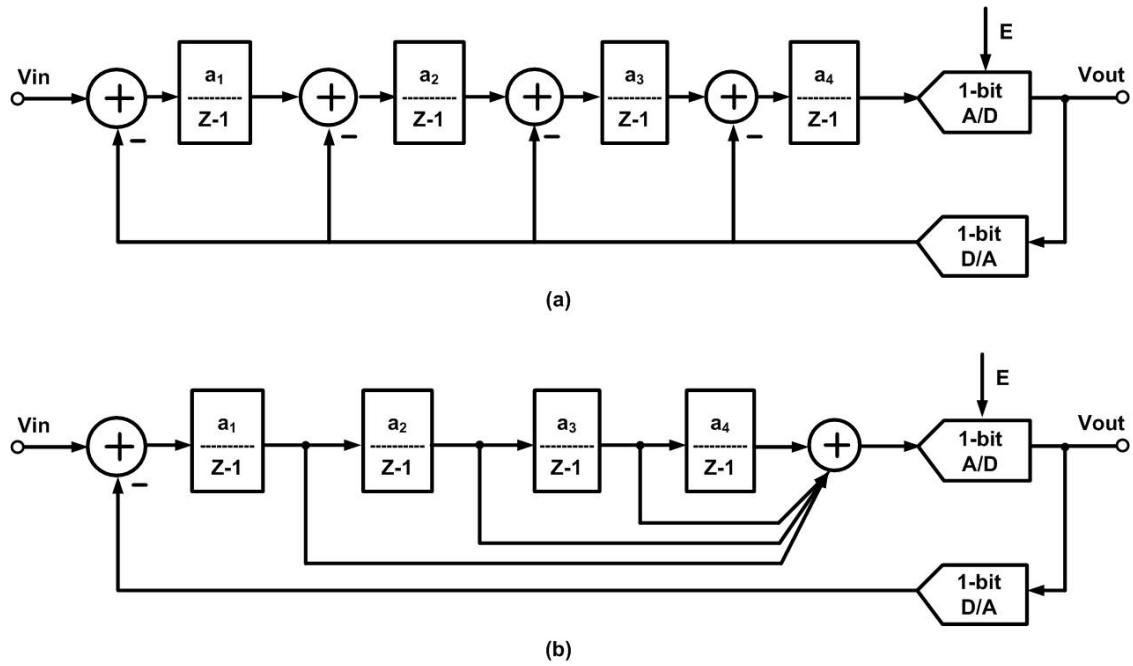 E
Vin
a₁
Z-1
a₂
Z-1
a₃
Z-1
a₄
Z-1
1-bit
A/D
Vout
1-bit
D/A
(a)
E
Vin
a₁
Z-1
a₂
Z-1
a₃
Z-1
a₄
Z-1
1-bit
A/D
Vout
1-bit
D/A
(b)